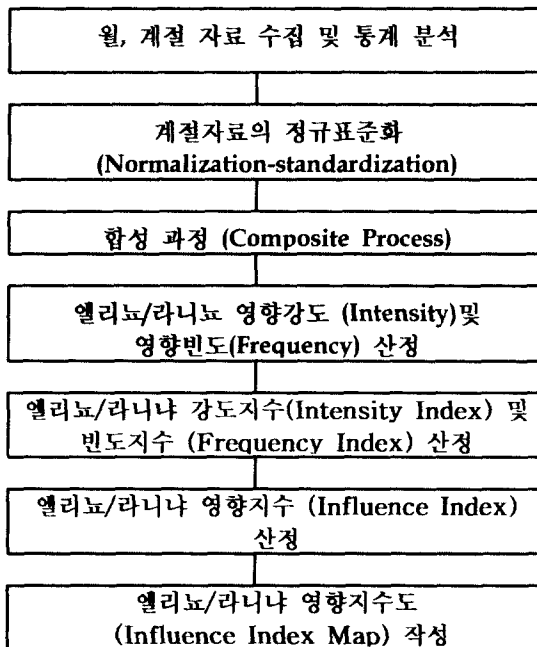 월, 계절 자료 수집 및 통계 분석
계절자료의 정규표준화
(Normalization-standardization)
합성 과정 (Composite Process)
엘리뇨/라니뇨 영향강도 (Intensity)및
영향빈도(Frequency) 산정
엘리뇨/라니냐 강도지수(Intensity Index) 및
빈도지수 (Frequency Index) 산정
엘리뇨/라니냐 영향지수 (Influence Index)
산정
엘리뇨/라니냐 영향지수도
(Influence Index Map) 작성